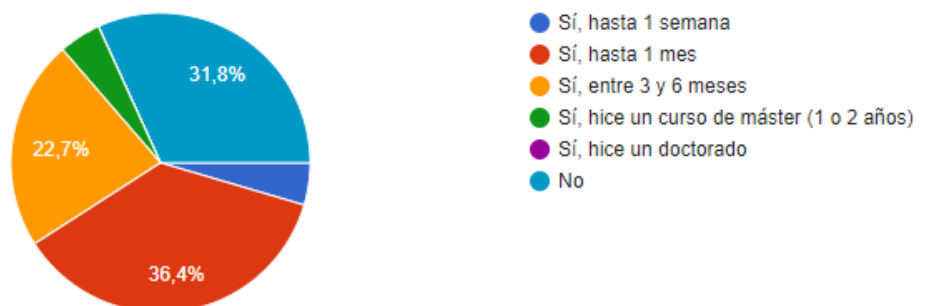 31,8%
22,7%
36,4%
Sí, hasta 1 semana
Sí, hasta 1 mes
Sí, entre 3 y 6 meses
Sí, hice un curso de máster (1 o 2 años)
Sí, hice un doctorado
No